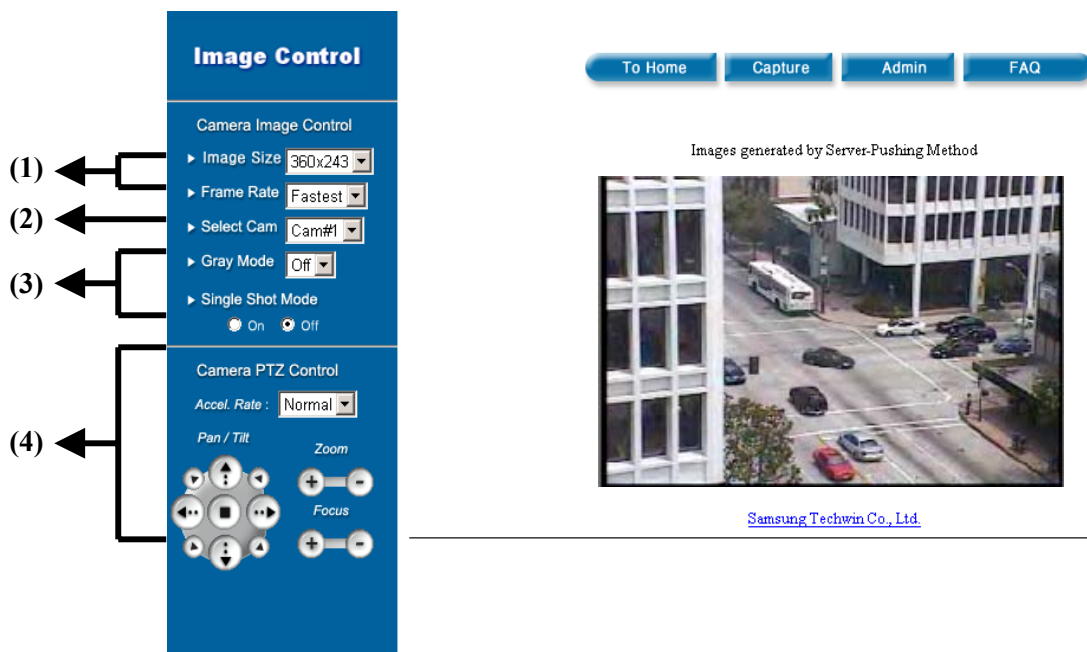 Image Control
To Home Capture Admin FAQ
Camera Image Control
Images generated by Server-Pushing Method
(1)
Image Size 360x243
Frame Rate Fastest
(2)
Select Cam Cam#1
(3)
Gray Mode Off
Single Shot Mode
On Off
Camera PTZ Control
Accel. Rate : Normal
(4)
Pan / Tilt
Zoom
+ -
Focus
+ -
Samsung Techwin Co., Ltd.